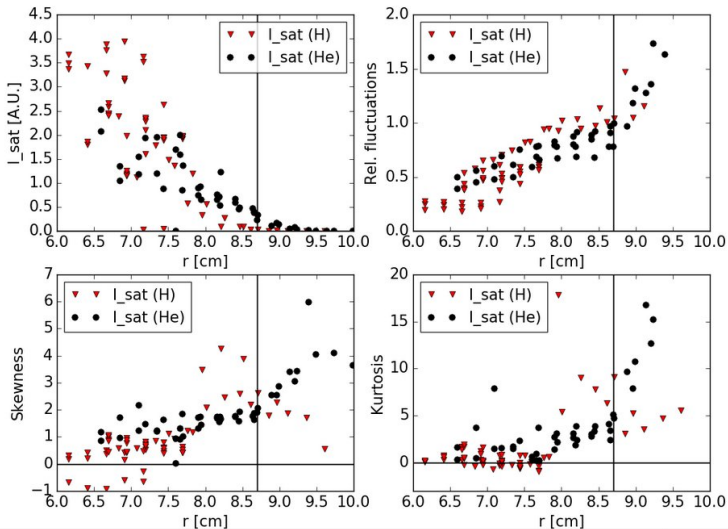 4.5
4.0
3.5
3.0
2.5
2.0
1.5
1.0
0.5
0.0
I_sat [A.U.]
I_sat (H)
I_sat (He)
6.0 6.5 7.0 7.5 8.0 8.5 9.0 9.5 10.0
r [cm]
2.0
1.5
1.0
0.5
0.0
Rel. fluctuations
I_sat (H)
I_sat (He)
6.0 6.5 7.0 7.5 8.0 8.5 9.0 9.5 10.0
r [cm]
7
6
5
4
3
2
1
0
−1
Skewness
I_sat (H)
I_sat (He)
6.0 6.5 7.0 7.5 8.0 8.5 9.0 9.5 10.0
r [cm]
20
15
10
5
0
Kurtosis
I_sat (H)
I_sat (He)
6.0 6.5 7.0 7.5 8.0 8.5 9.0 9.5 10.0
r [cm]